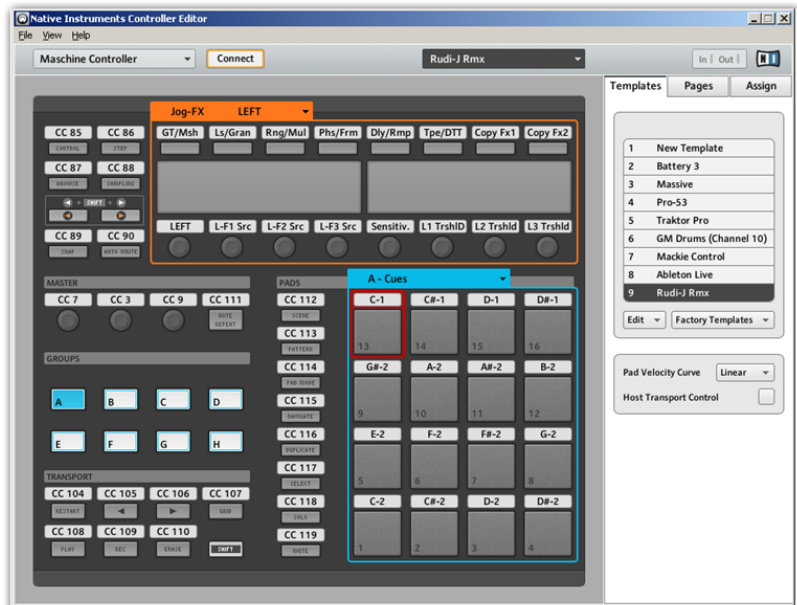 Native Instruments Controller Editor
File View Help
Maschine Controller Connect Rudi-J Rmx In Out
Templates Pages Assign
Jog-FX LEFT
CC 85 CC 86 GT/Msh Ls/Gran Rng/Mul Phs/Frm Dly/Rmp Tpe/DTT Copy Fx1 Copy Fx2
CONTROL STEP
CC 87 CC 88
BROWSE SAMPLING
+ SHIFT +
CC 89 CC 90 LEFT L-F1 Src L-F2 Src L-F3 Src Sensitiv. L1 TrshlD L2 Trshld L3 Trshld
SNAP AUTO WRITE
MASTER PADS A - Cues
CC 7 CC 3 CC 9 CC 111 CC 112 C-1 C#-1 D-1 D#-1
NOTE REPEAT SCENE
CC 113
PATTERN 13 14 15 16
GROUPS CC 114 G#-2 A-2 A#-2 B-2
PAD MODE
A B C D CC 115
NAVIGATE 9 10 11 12
CC 116 E-2 F-2 F#-2 G-2
E F G H DUPLICATE
CC 117
TRANSPORT SELECT 5 6 7 8
CC 104 CC 105 CC 106 CC 107 CC 118 C-2 C#-2 D-2 D#-2
RESTART GRID SOLO
CC 108 CC 109 CC 110 CC 119
PLAY REC ERASE SHIFT MUTE 1 2 3 4
1 New Template
2 Battery 3
3 Massive
4 Pro-53
5 Traktor Pro
6 GM Drums (Channel 10)
7 Mackie Control
8 Ableton Live
9 Rudi-J Rmx
Edit Factory Templates
Pad Velocity Curve Linear
Host Transport Control